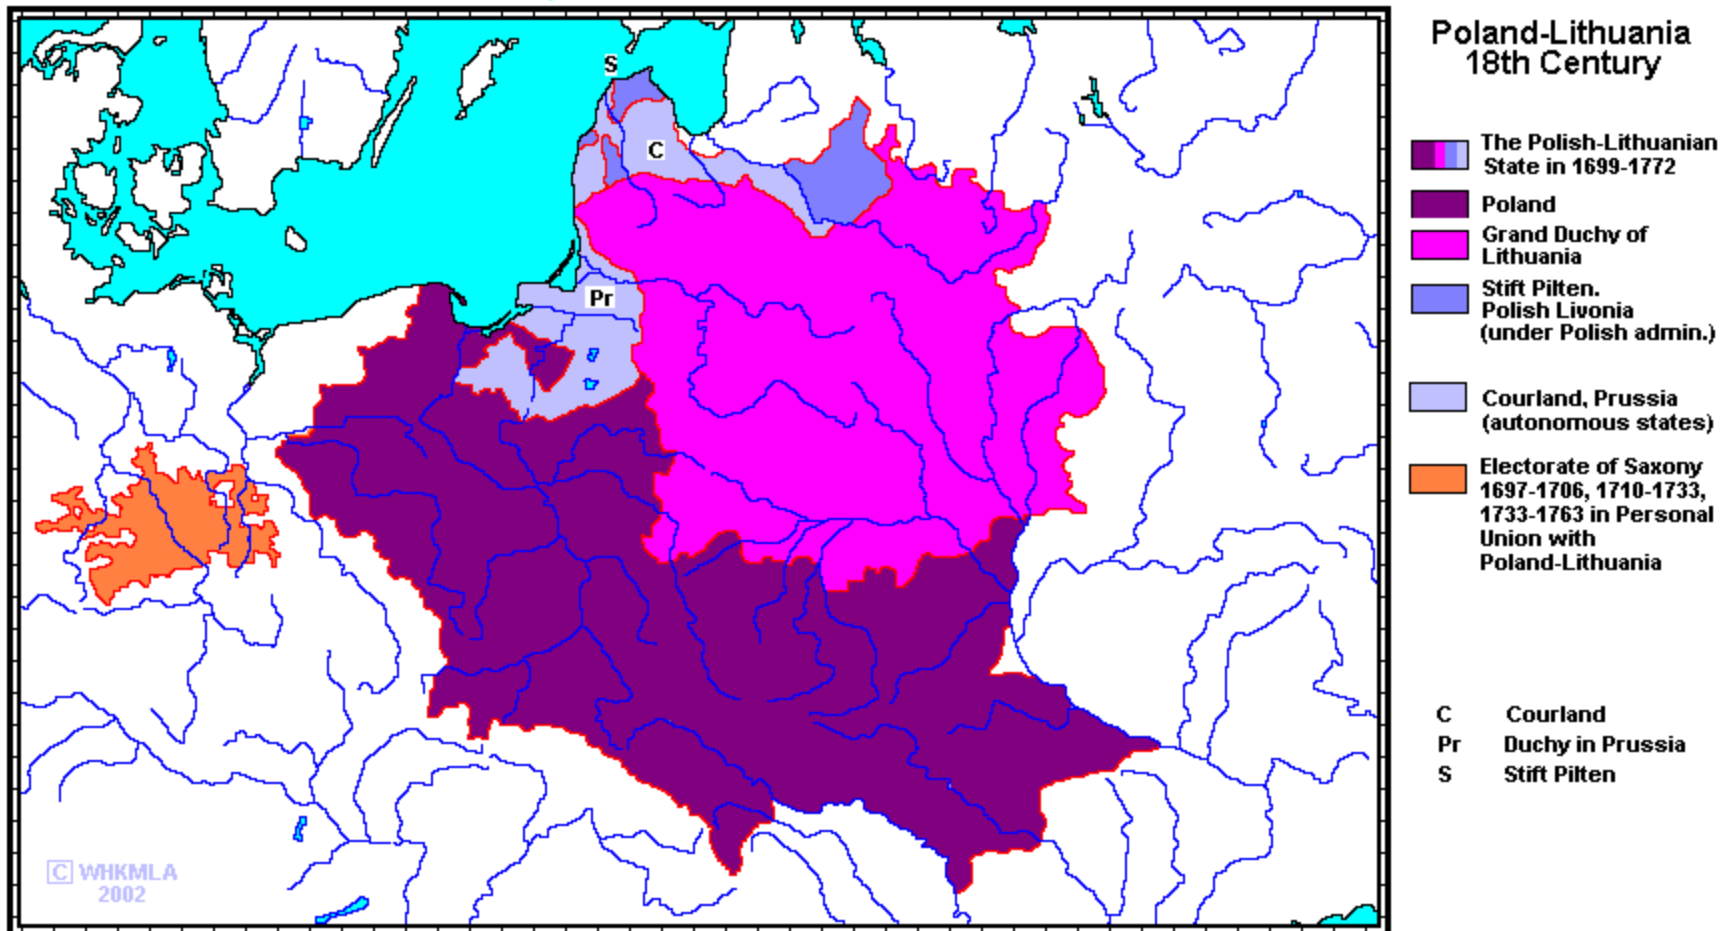 Poland-Lithuania
18th Century
The Polish-Lithuanian
State in 1699-1772
Poland
Grand Duchy of
Lithuania
Stift Pilten.
Polish Livonia
(under Polish admin.)
Courland, Prussia
(autonomous states)
Electorate of Saxony
1697-1706, 1710-1733,
1733-1763 in Personal
Union with
Poland-Lithuania
C Courland
Pr Duchy in Prussia
S Stift Pilten
S
C
Pr
C WHKMLA
2002